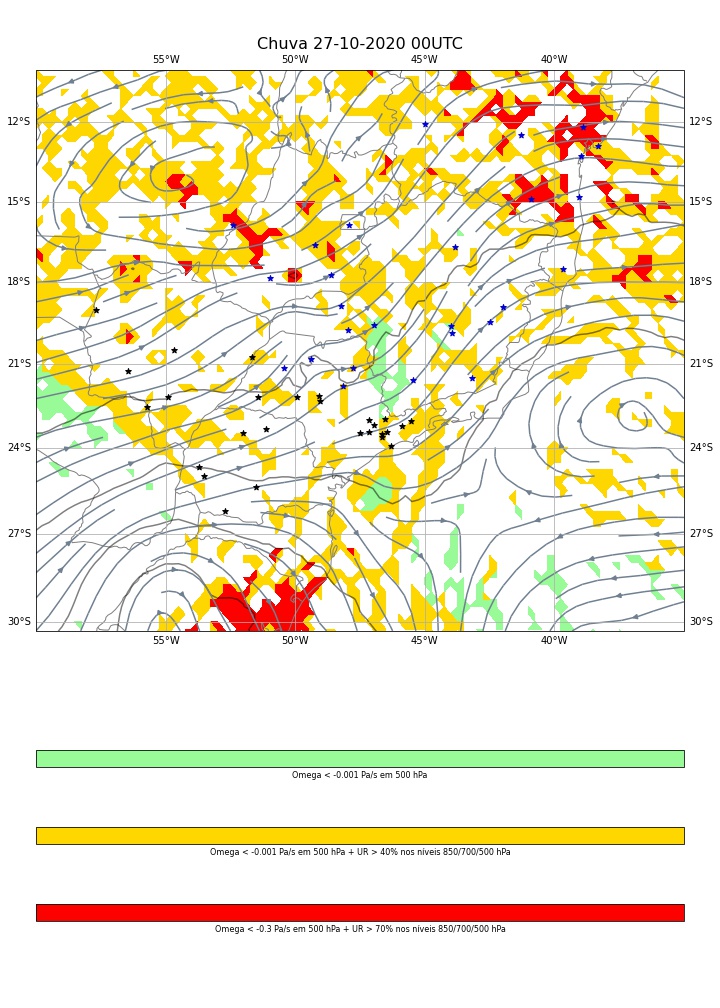 Chuva 27-10-2020 00UTC
55°W 50°W 45°W 40°W
12°S 12°S
15°S 15°S
18°S 18°S
21°S 21°S
24°S 24°S
27°S 27°S
30°S 30°S
55°W 50°W 45°W 40°W
Omega < -0.001 Pa/s em 500 hPa
Omega < -0.001 Pa/s em 500 hPa + UR > 40% nos níveis 850/700/500 hPa
Omega < -0.3 Pa/s em 500 hPa + UR > 70% nos níveis 850/700/500 hPa